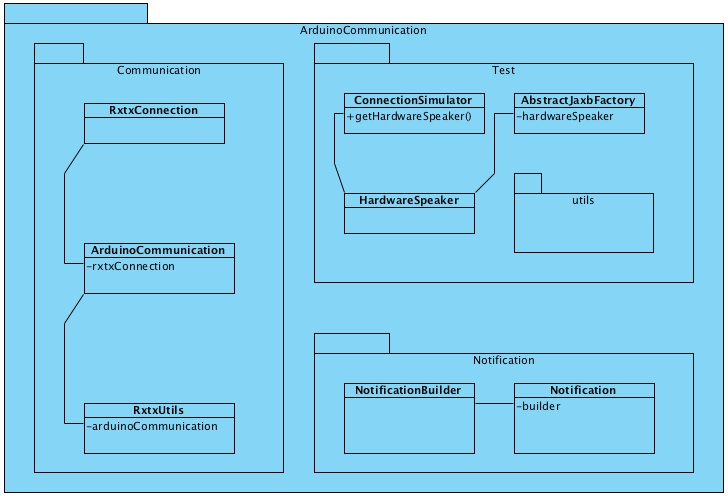 ArduinoCommunication
Communication
RxtxConnection
ArduinoCommunication
-rxtxConnection
RxtxUtils
-arduinoCommunication
Test
ConnectionSimulator
+getHardwareSpeaker()
AbstractJaxbFactory
-hardwareSpeaker
HardwareSpeaker
utils
Notification
NotificationBuilder
Notification
-builder